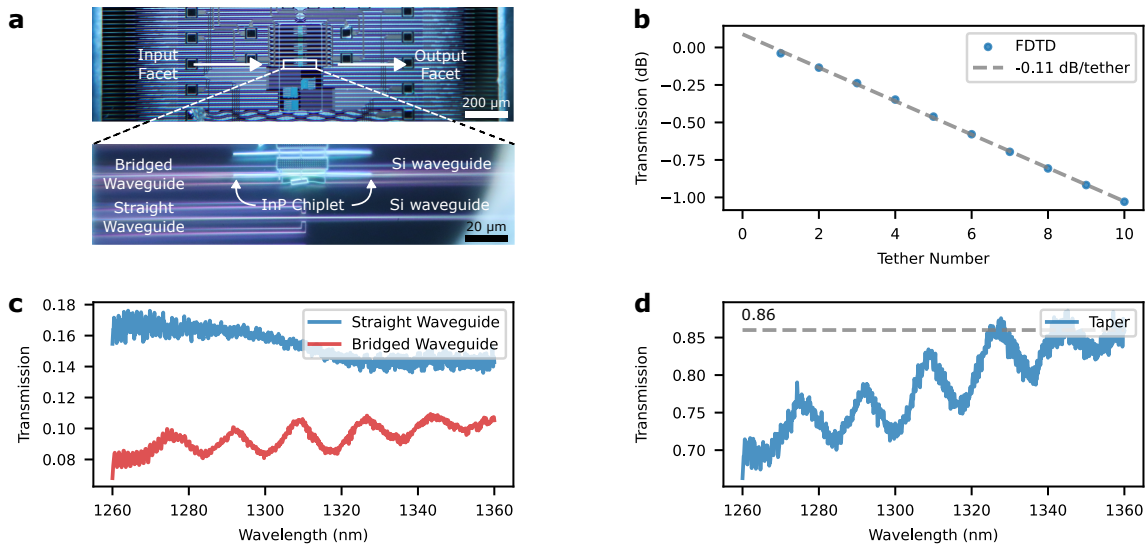 a
Input
Facet
Output
Facet
200 μm
Bridged
Waveguide
Si waveguide
InP Chiplet
Straight
Waveguide
Si waveguide
20 μm
b
Transmission (dB)
0.00
−0.25
−0.50
−0.75
−1.00
FDTD
-0.11 dB/tether
0 2 4 6 8 10
Tether Number
c
Transmission
0.18
0.16
0.14
0.12
0.10
0.08
Straight Waveguide
Bridged Waveguide
1260 1280 1300 1320 1340 1360
Wavelength (nm)
d
Transmission
0.86
0.85
0.80
0.75
0.70
Taper
1260 1280 1300 1320 1340 1360
Wavelength (nm)